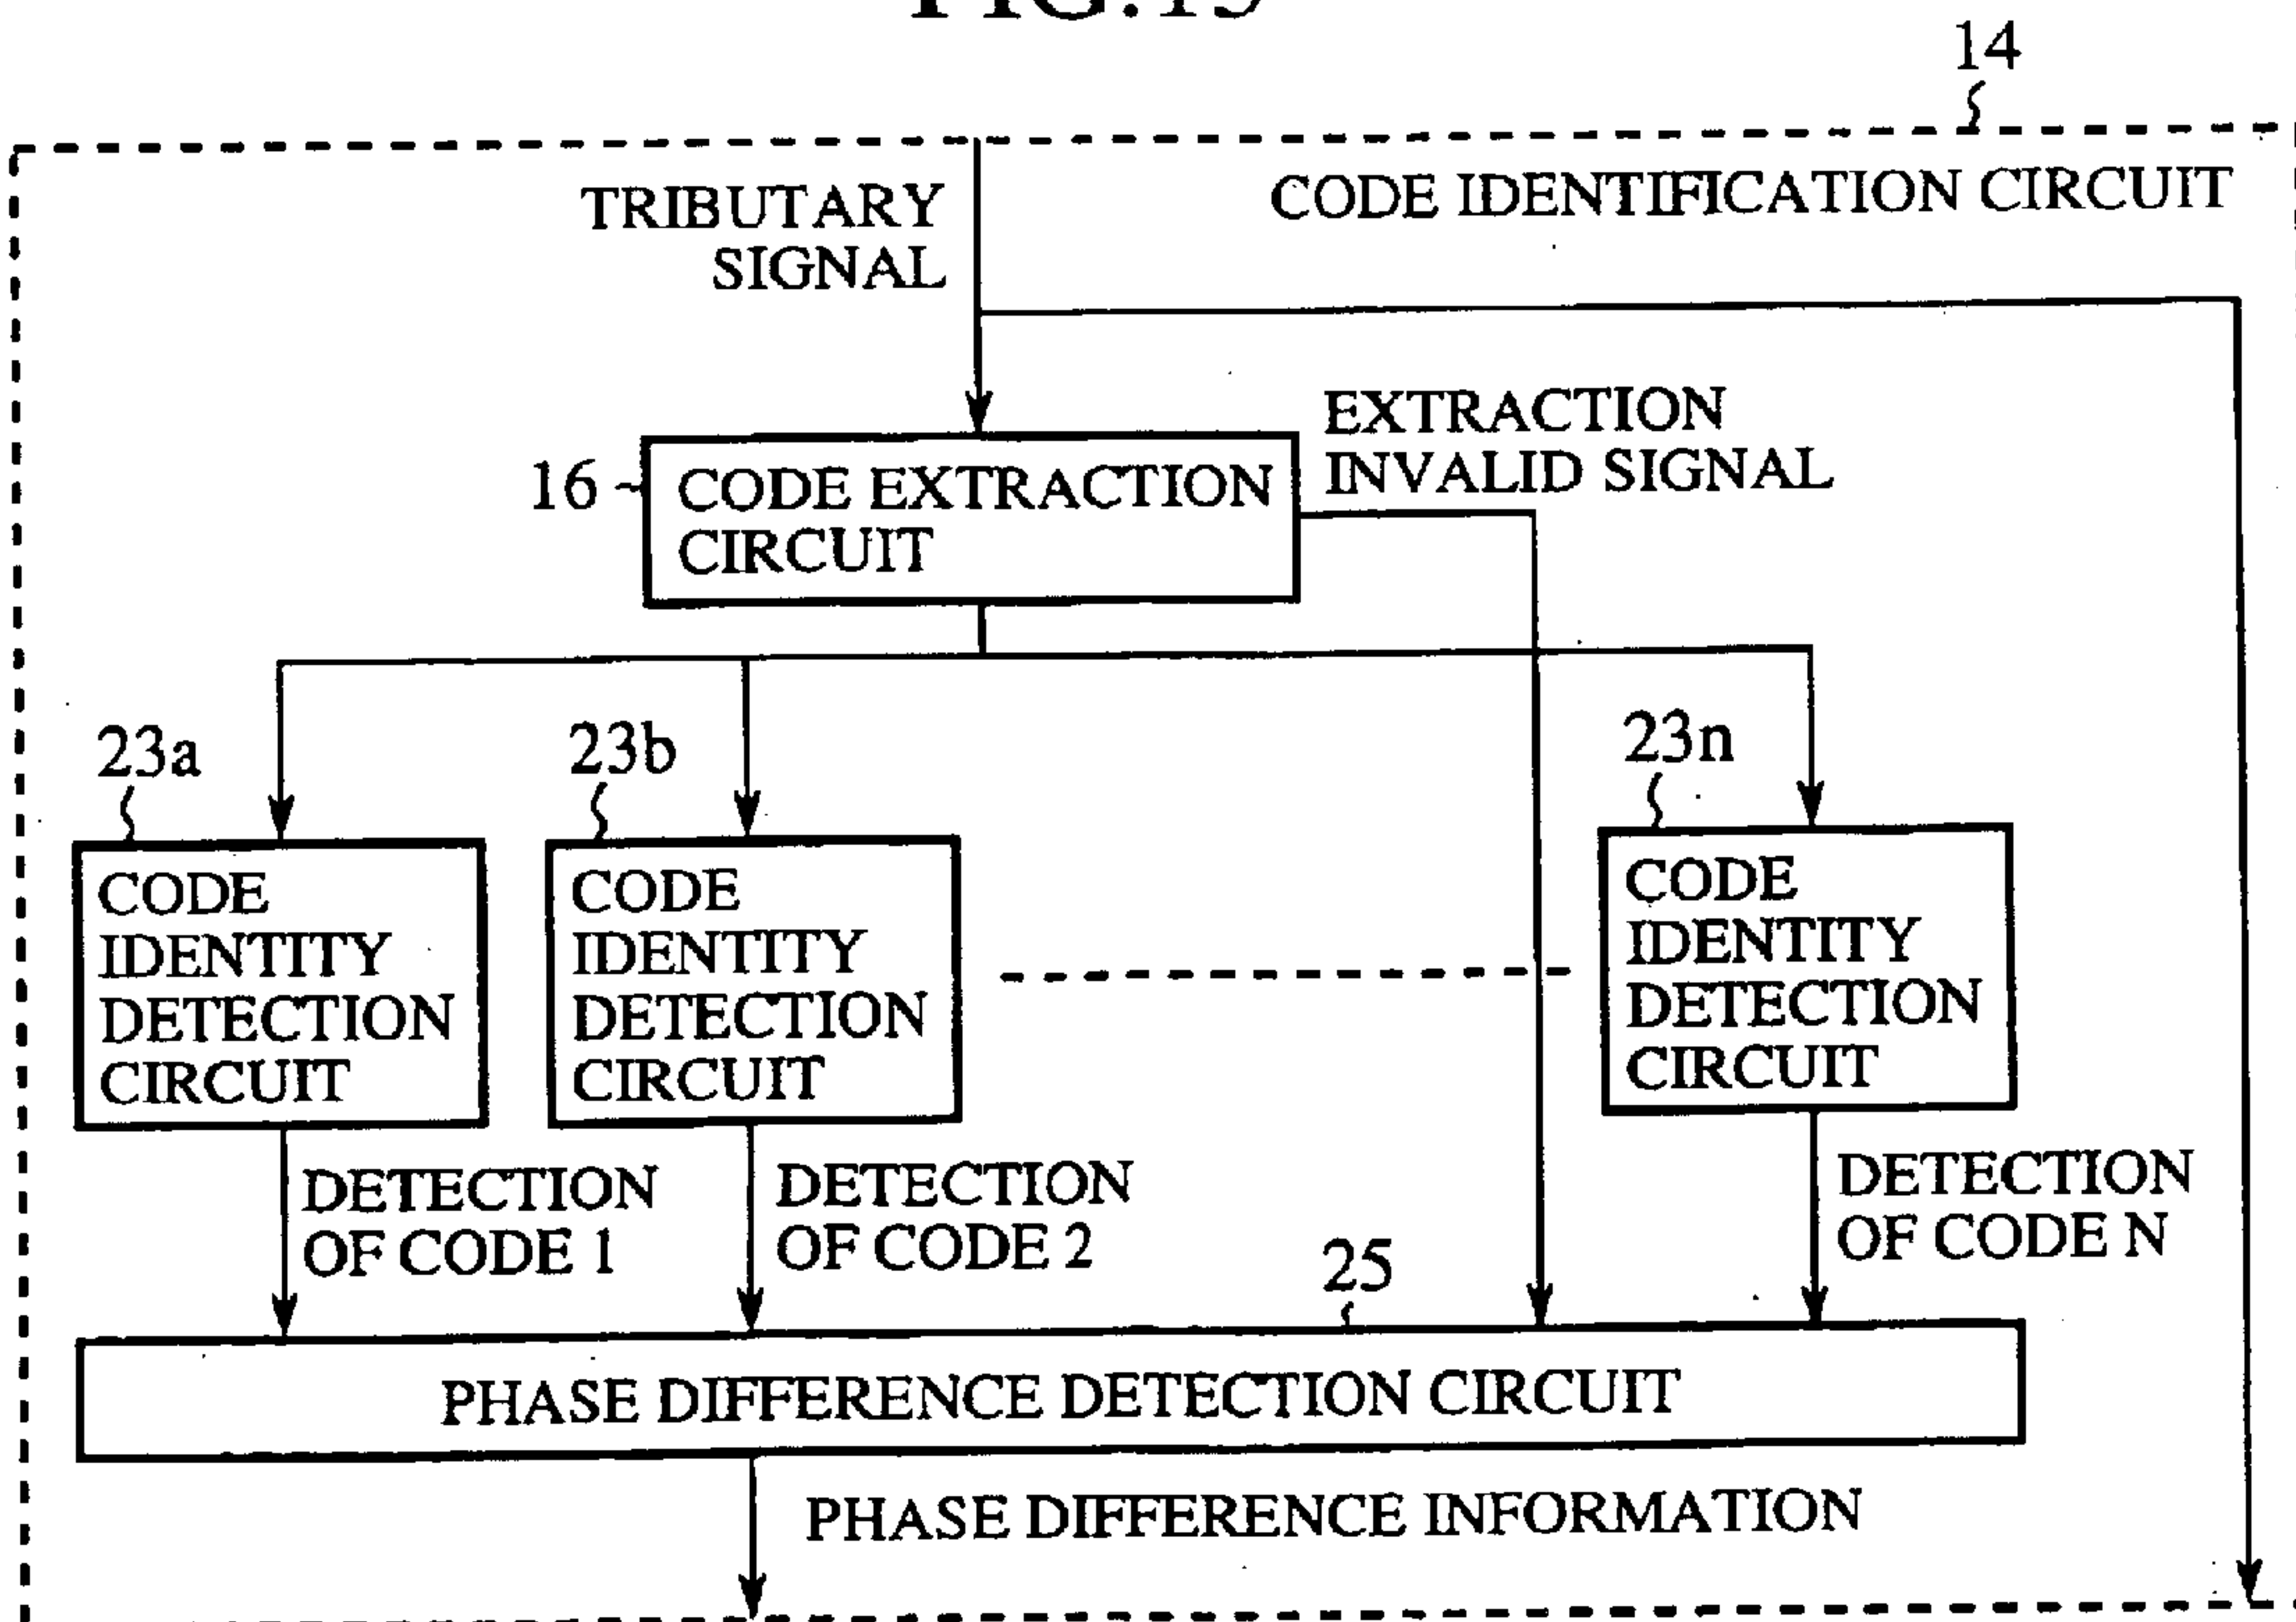 14
TRIBUTARY
SIGNAL
CODE IDENTIFICATION CIRCUIT
EXTRACTION
INVALID SIGNAL
16
CODE EXTRACTION
CIRCUIT
23a
23b
23n
CODE
IDENTITY
DETECTION
CIRCUIT
CODE
IDENTITY
DETECTION
CIRCUIT
CODE
IDENTITY
DETECTION
CIRCUIT
DETECTION
OF CODE 1
DETECTION
OF CODE 2
DETECTION
OF CODE N
25
PHASE DIFFERENCE DETECTION CIRCUIT
PHASE DIFFERENCE INFORMATION